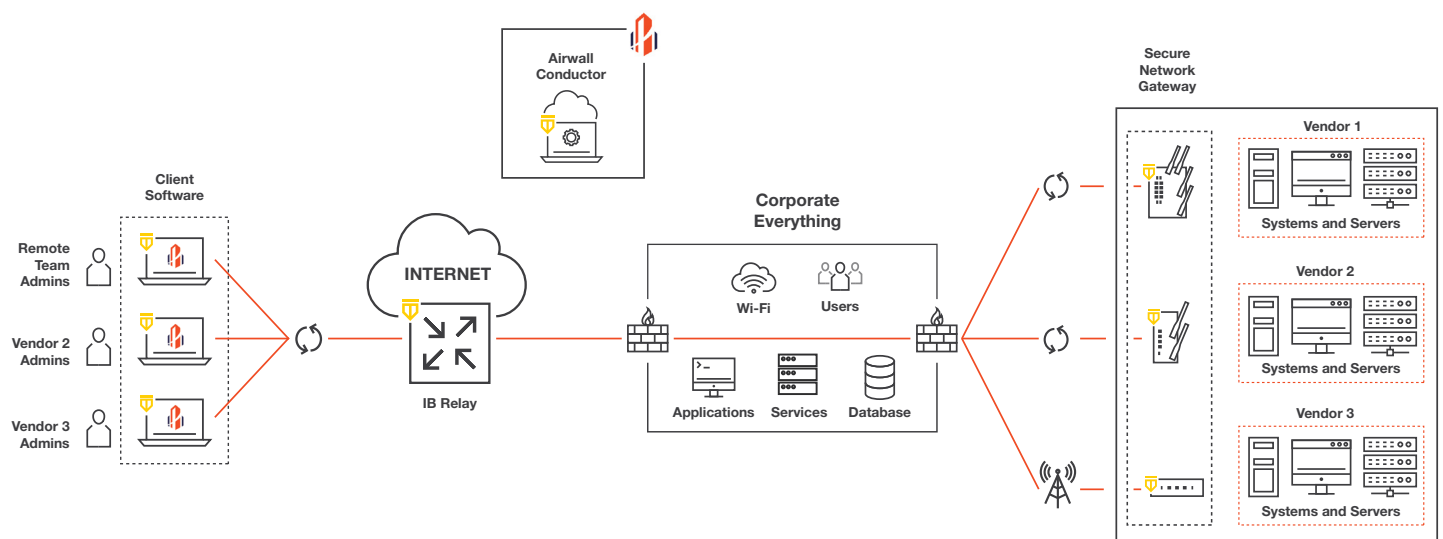 Airwall
Conductor
Client
Software
Remote
Team
Admins
Vendor 2
Admins
Vendor 3
Admins
INTERNET
IB Relay
Corporate
Everything
Wi-Fi
Users
>-
Applications
Services
Database
Secure
Network
Gateway
Vendor 1
Systems and Servers
Vendor 2
Systems and Servers
Vendor 3
Systems and Servers